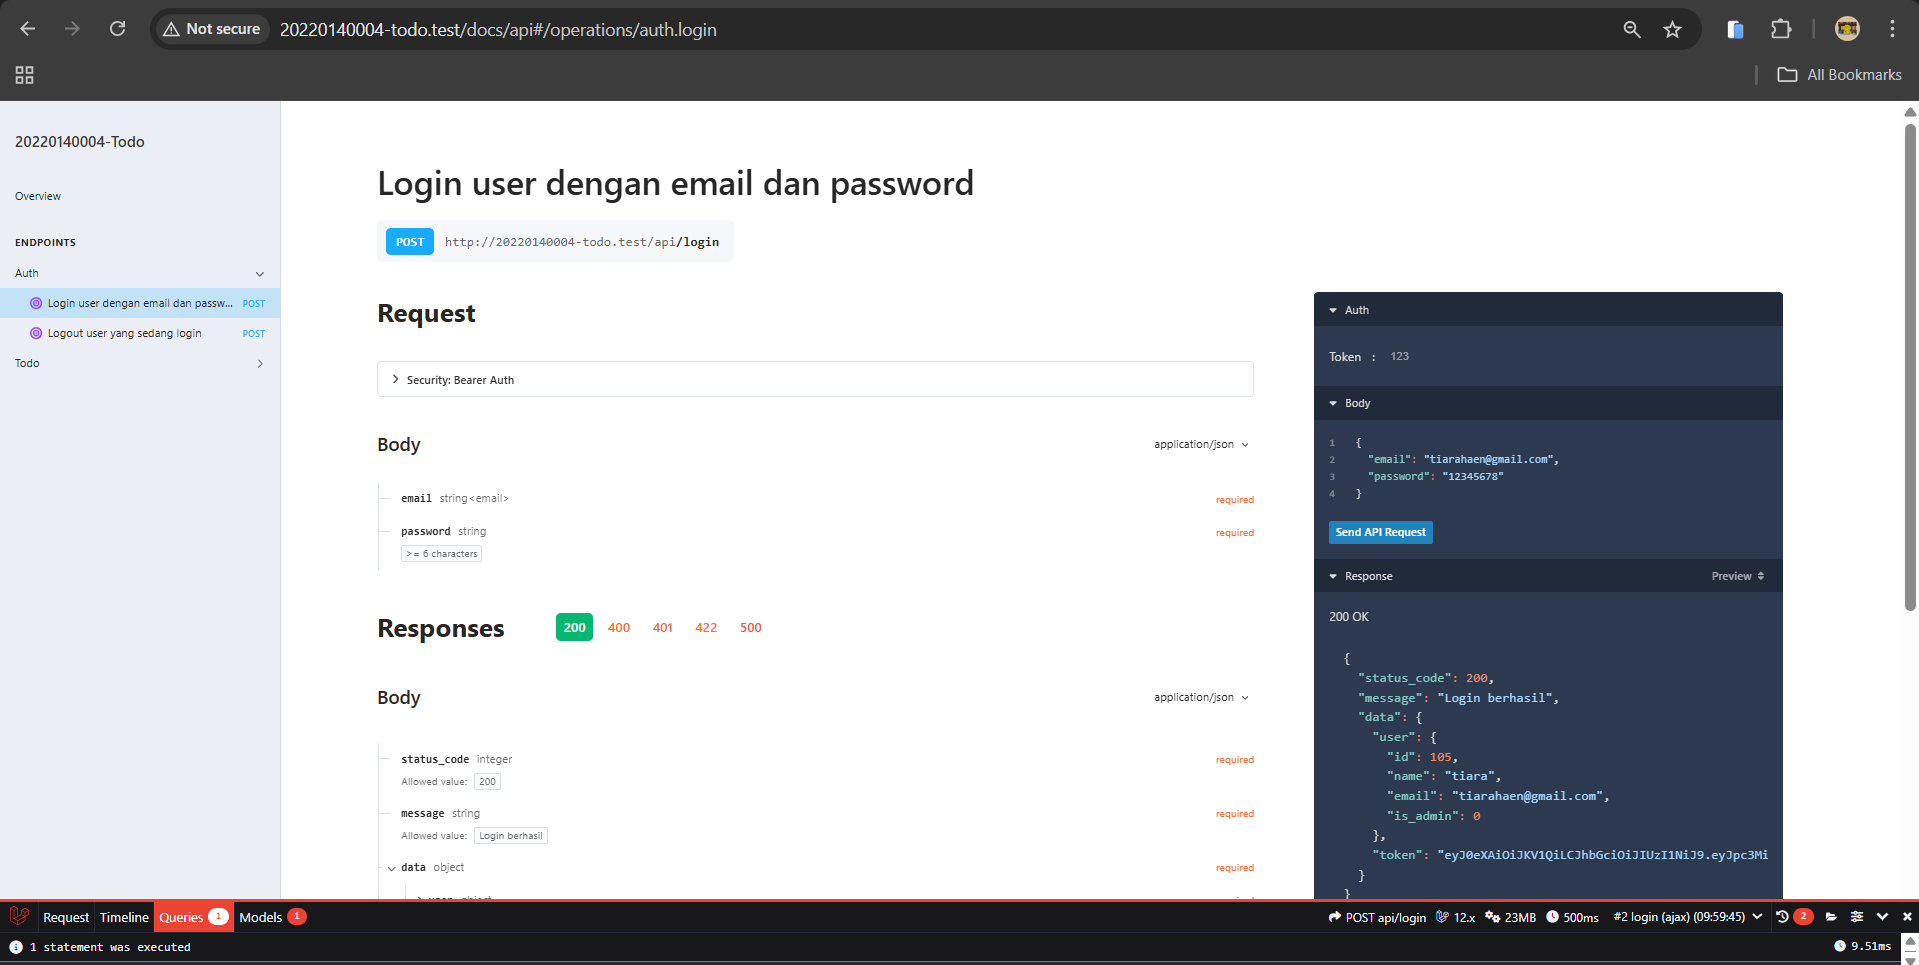 Not secure
20220140004-todo.test/docs/api#/operations/auth.login
All Bookmarks
20220140004-Todo
Overview
ENDPOINTS
Auth
Login user dengan email dan passw... POST
Logout user yang sedang login POST
Todo
Login user dengan email dan password
POST http://20220140004-todo.test/api/login
Request
Security: Bearer Auth
Body application/json
email string<email> required
password string required
>= 6 characters
Responses 200 400 401 422 500
Body application/json
status_code integer required
Allowed value: 200
message string required
Allowed value: Login berhasil
data object required
Auth
Token : 123
Body
1 {
2 "email": "tiarahaen@gmail.com",
3 "password": "12345678"
4 }
Send API Request
Response Preview
200 OK
{
"status_code": 200,
"message": "Login berhasil",
"data": {
"user": {
"id": 105,
"name": "tiara",
"email": "tiarahaen@gmail.com",
"is_admin": 0
},
"token": "eyJ0eXAiOiJKV1QiLCJhbGciOiJIUzI1NiJ9.eyJpc3Mi
}
}
Request Timeline Queries 1 Models 1
POST api/login 12.x 23MB 500ms #2 login (ajax) (09:59:45) 2
1 statement was executed 9.51ms